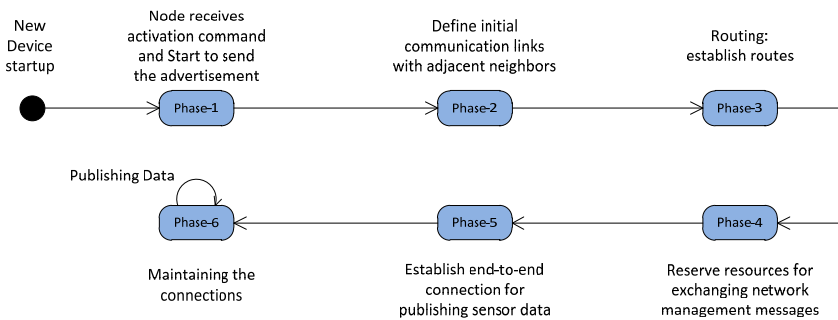 New
Device
startup
Node receives
activation command
and Start to send
the advertisement
Define initial
communication links
with adjacent neighbors
Routing:
establish routes
Phase-1
Phase-2
Phase-3
Publishing Data
Phase-6
Phase-5
Phase-4
Maintaining the
connections
Establish end-to-end
connection for
publishing sensor data
Reserve resources for
exchanging network
management messages